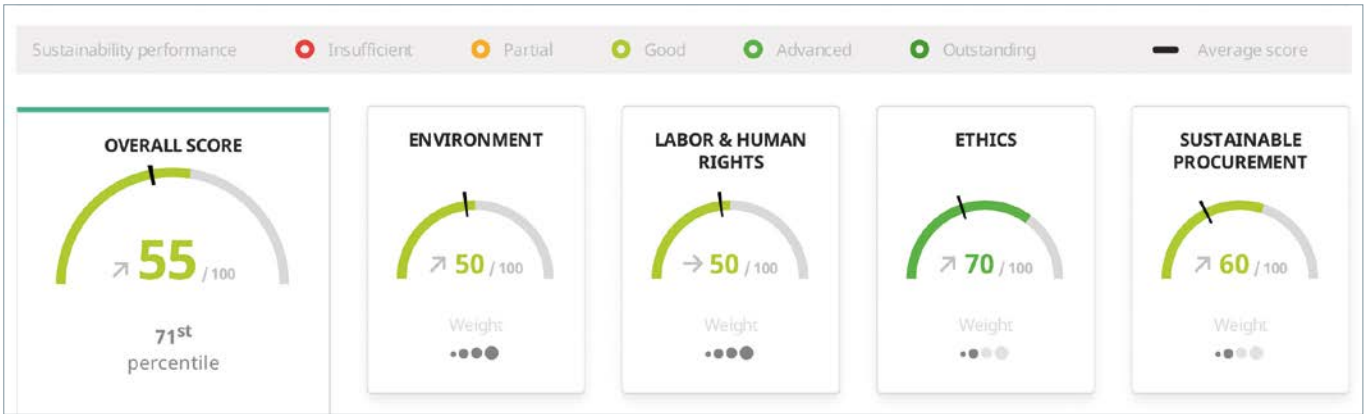 Sustainability performance Insufficient Partial Good Advanced Outstanding Average score
OVERALL SCORE
55 / 100
71st
percentile
ENVIRONMENT
50 / 100
Weight
LABOR & HUMAN
RIGHTS
50 / 100
Weight
ETHICS
70 / 100
Weight
SUSTAINABLE
PROCUREMENT
60 / 100
Weight